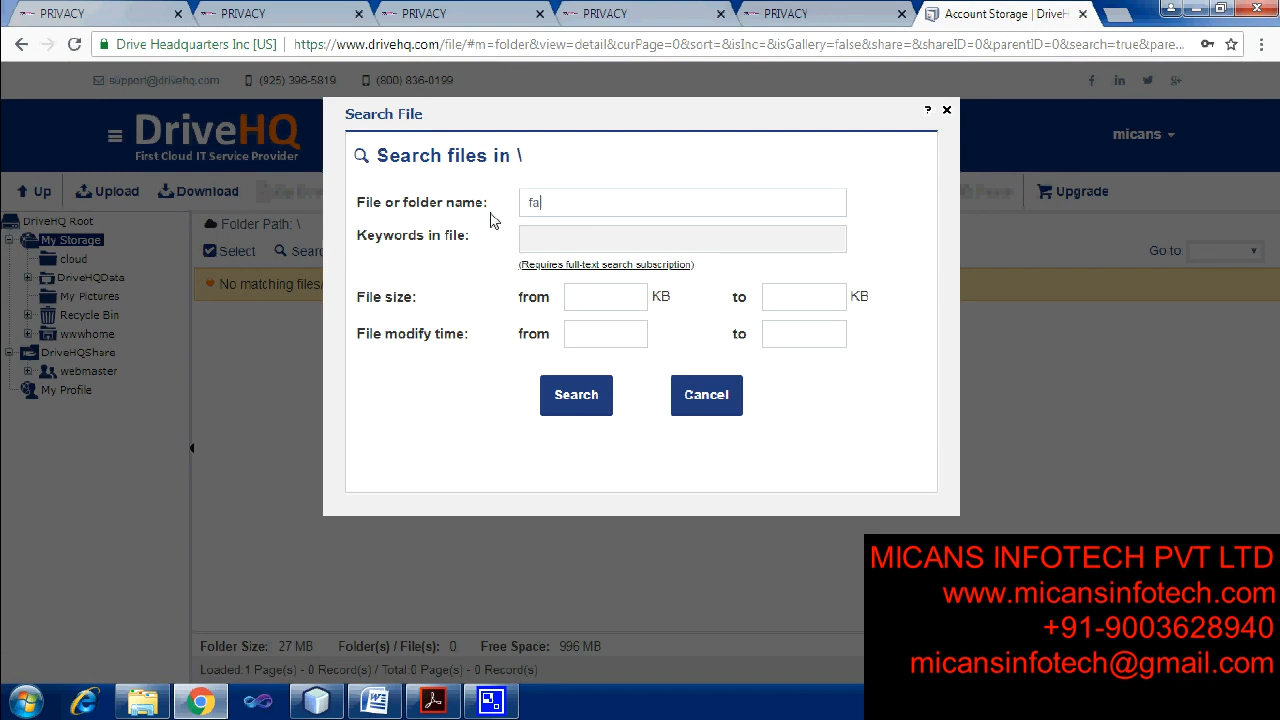 PRIVACY
PRIVACY
PRIVACY
PRIVACY
PRIVACY
Account Storage | DriveH
Drive Headquarters Inc [US]
https://www.drivehq.com/file/#m=folder&view=detail&curPage=0&sort=&isInc=&isGallery=false&share=&shareID=0&parentID=0&search=true&pare...
support@drivehq.com
(925) 396-5819
(800) 836-0199
DriveHQ
First Cloud IT Service Provider
micans
Up
Upload
Download
Upgrade
DriveHQ Root
My Storage
cloud
DriveHQData
My Pictures
Recycle Bin
wwwhome
DriveHQShare
webmaster
My Profile
Folder Path: \
Select
Searc
Go to:
No matching files/
Search File
?
Search files in \
File or folder name:
fa
Keywords in file:
(Requires full-text search subscription)
File size:
from
KB
to
KB
File modify time:
from
to
Search
Cancel
Folder Size: 27 MB
Folder(s) / File(s): 0
Free Space: 996 MB
Loaded:1 Page(s) - 0 Record(s) / Total:0 Page(s) - 0 Record(s)
MICANS INFOTECH PVT LTD
www.micansinfotech.com
+91-9003628940
micansinfotech@gmail.com